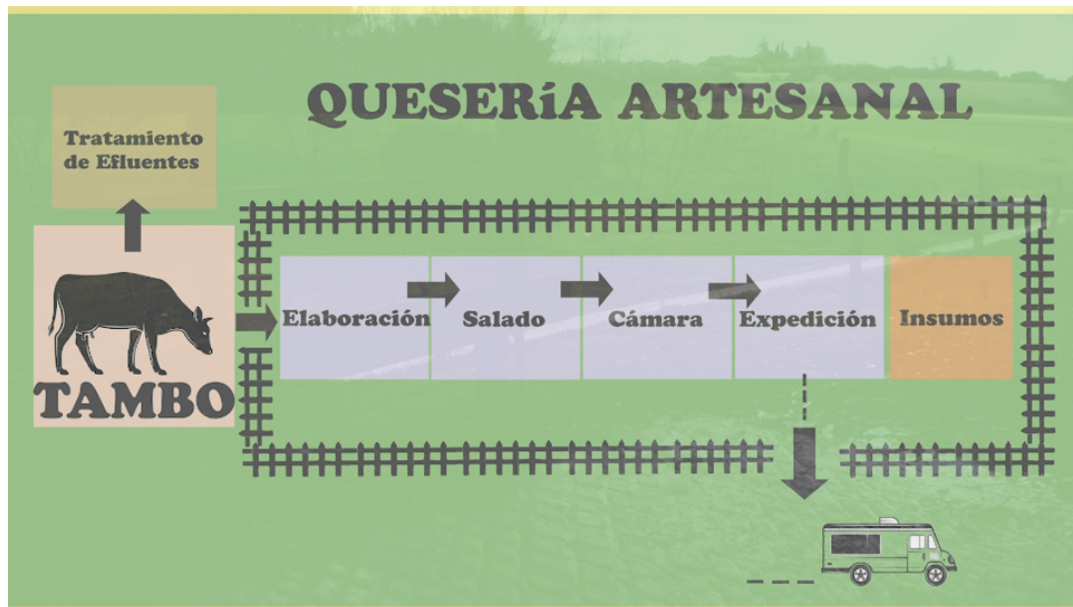 QUESERíA ARTESANAL
Tratamiento
de Efluentes
TAMBO
Elaboración
Salado
Cámara
Expedición
Insumos